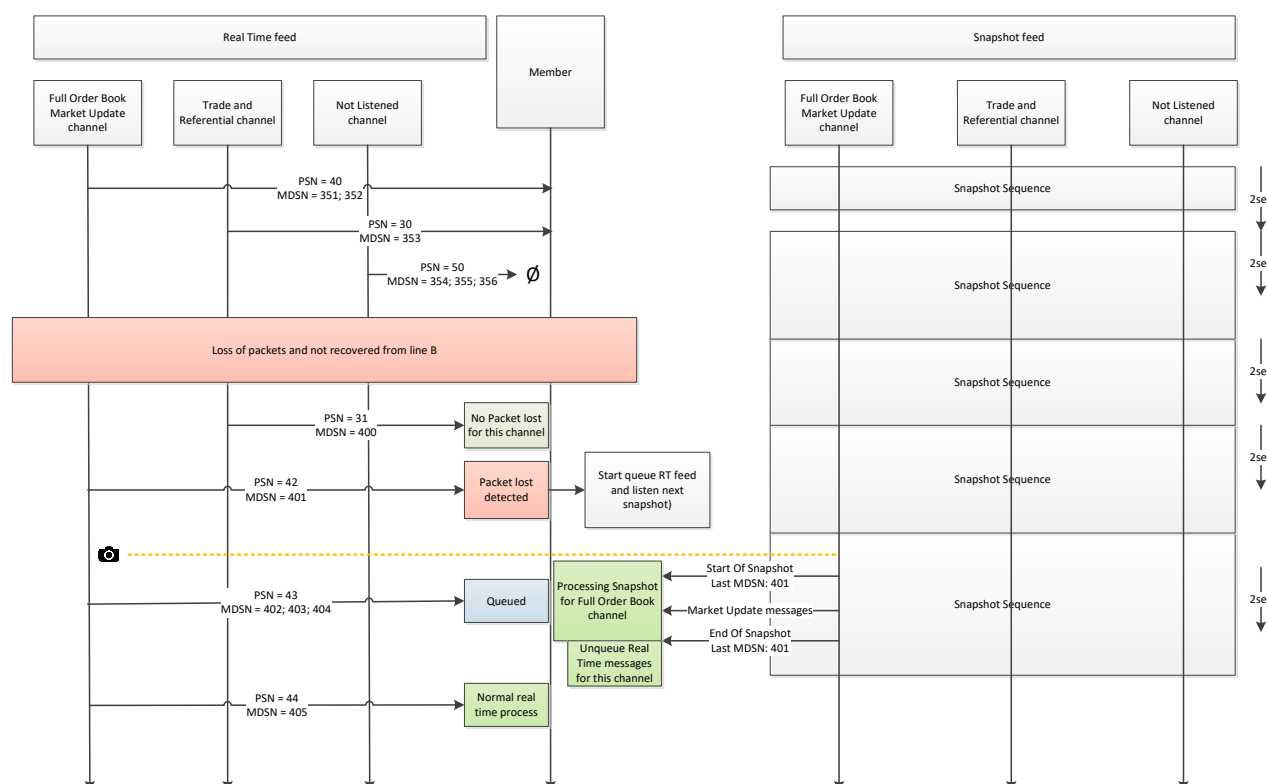 Real Time feed
Member
Snapshot feed
Full Order Book
Market Update
channel
Trade and
Referential channel
Not Listened
channel
Full Order Book
Market Update
channel
Trade and
Referential channel
Not Listened
channel
PSN = 40
MDSN = 351; 352
Snapshot Sequence
2se
PSN = 30
MDSN = 353
PSN = 50
MDSN = 354; 355; 356
Ø
Snapshot Sequence
2se
Loss of packets and not recovered from line B
Snapshot Sequence
2se
PSN = 31
MDSN = 400
No Packet lost
for this channel
PSN = 42
MDSN = 401
Packet lost
detected
Start queue RT feed
and listen next
snapshot)
Snapshot Sequence
2se
Start Of Snapshot
Last MDSN: 401
PSN = 43
MDSN = 402; 403; 404
Queued
Processing Snapshot
for Full Order Book
channel
Market Update messages
Snapshot Sequence
2se
End Of Snapshot
Last MDSN: 401
Unqueue Real
Time messages
for this channel
PSN = 44
MDSN = 405
Normal real
time process